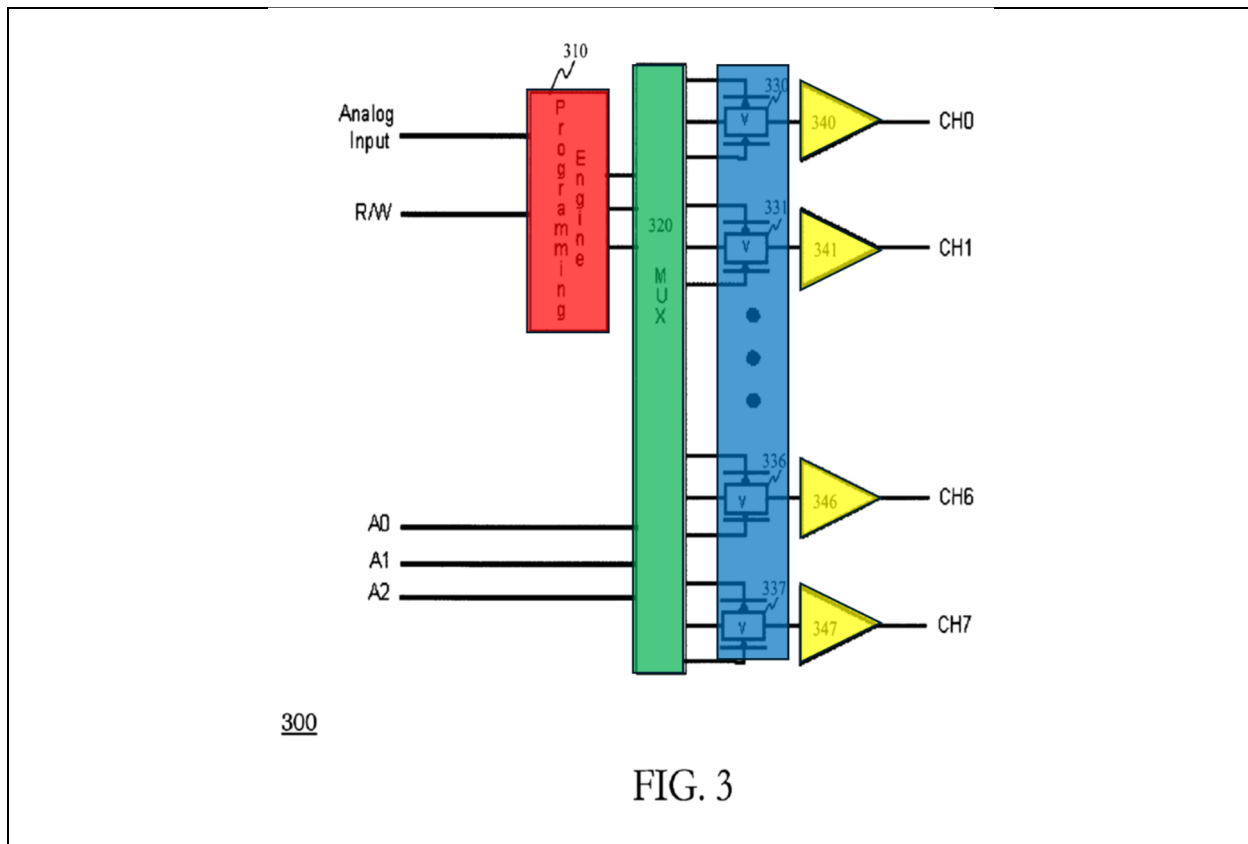 310
Analog
Input
R/W
Programming
Engine
320
MUX
330
V
340
CH0
331
V
341
CH1
336
V
346
CH6
337
V
347
CH7
A0
A1
A2
300
FIG. 3